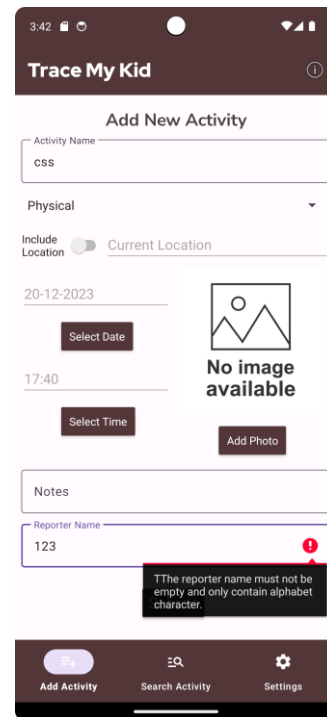 3:42
Trace My Kid
Add New Activity
Activity Name
css
Physical
Include
Location
Current Location
20-12-2023
Select Date
17:40
Select Time
No image
available
Add Photo
Notes
Reporter Name
123
TThe reporter name must not be
empty and only contain alphabet
character.
Add Activity
Search Activity
Settings